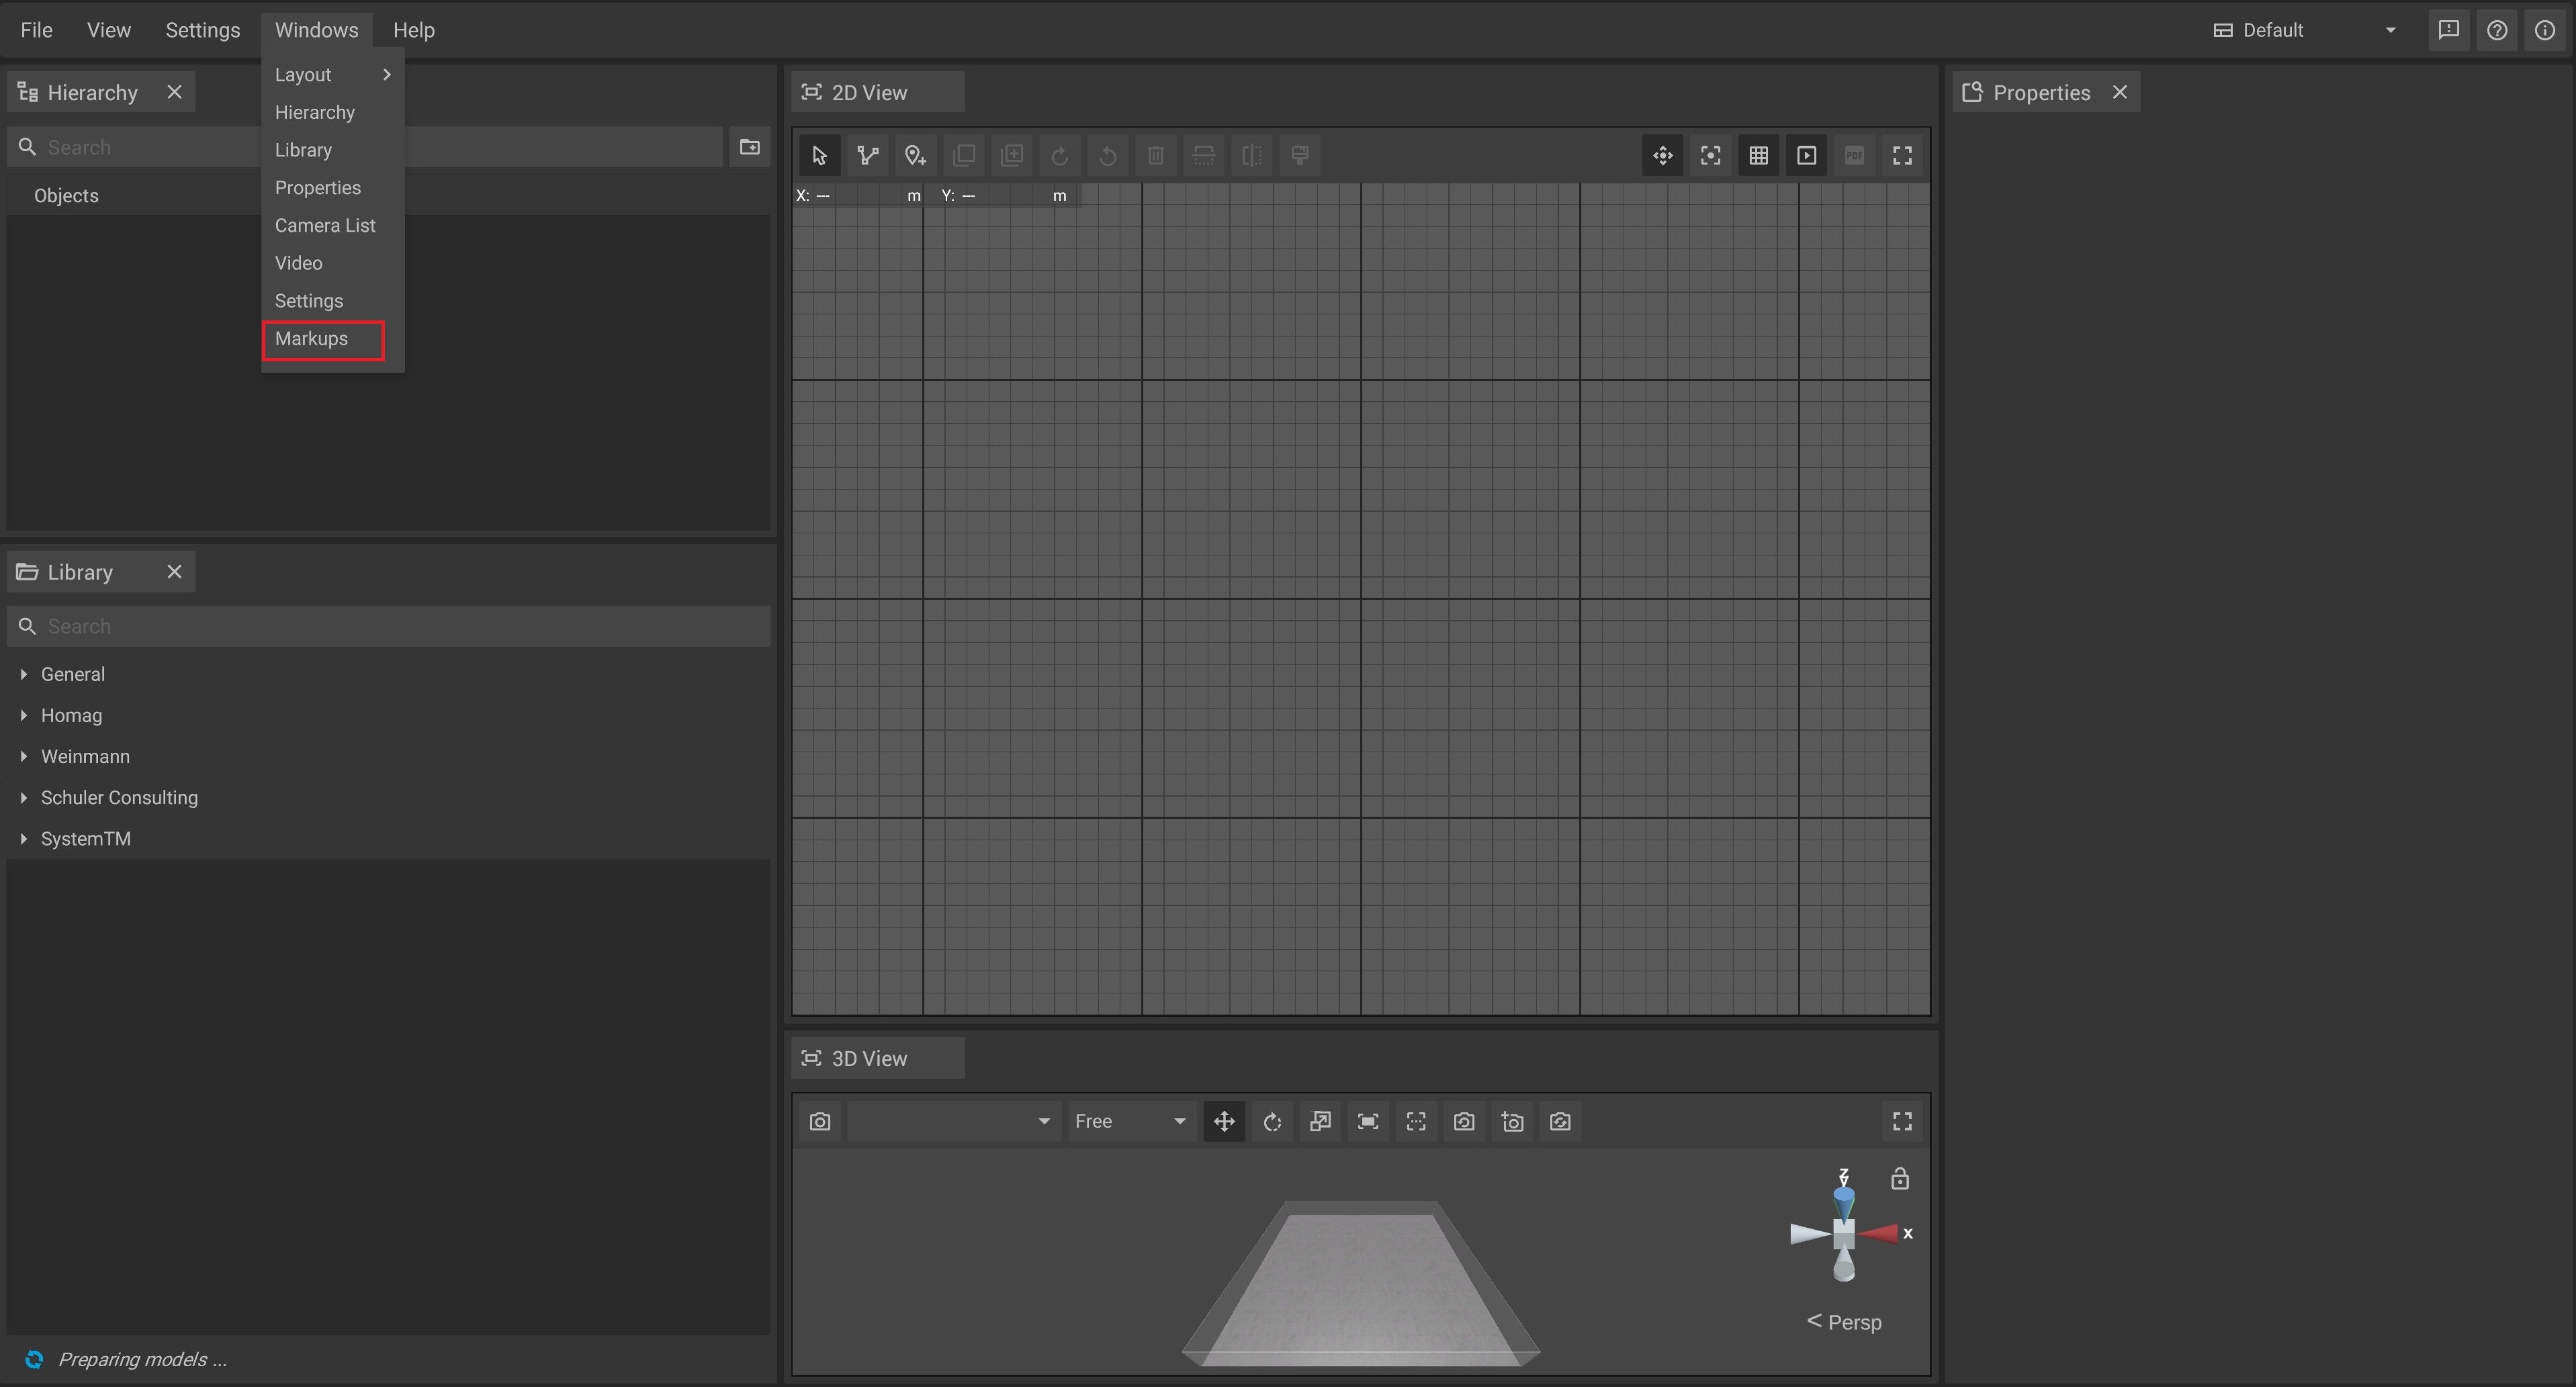 File View Settings Windows Help Default
Layout
Hierarchy
Library
Properties
Camera List
Video
Settings
Markups
Hierarchy
Search
Objects
Library
Search
General
Homag
Weinmann
Schuler Consulting
SystemTM
Preparing models ...
2D View
PDF
X: --- m Y: --- m
3D View
Free
Z
X
< Persp
Properties